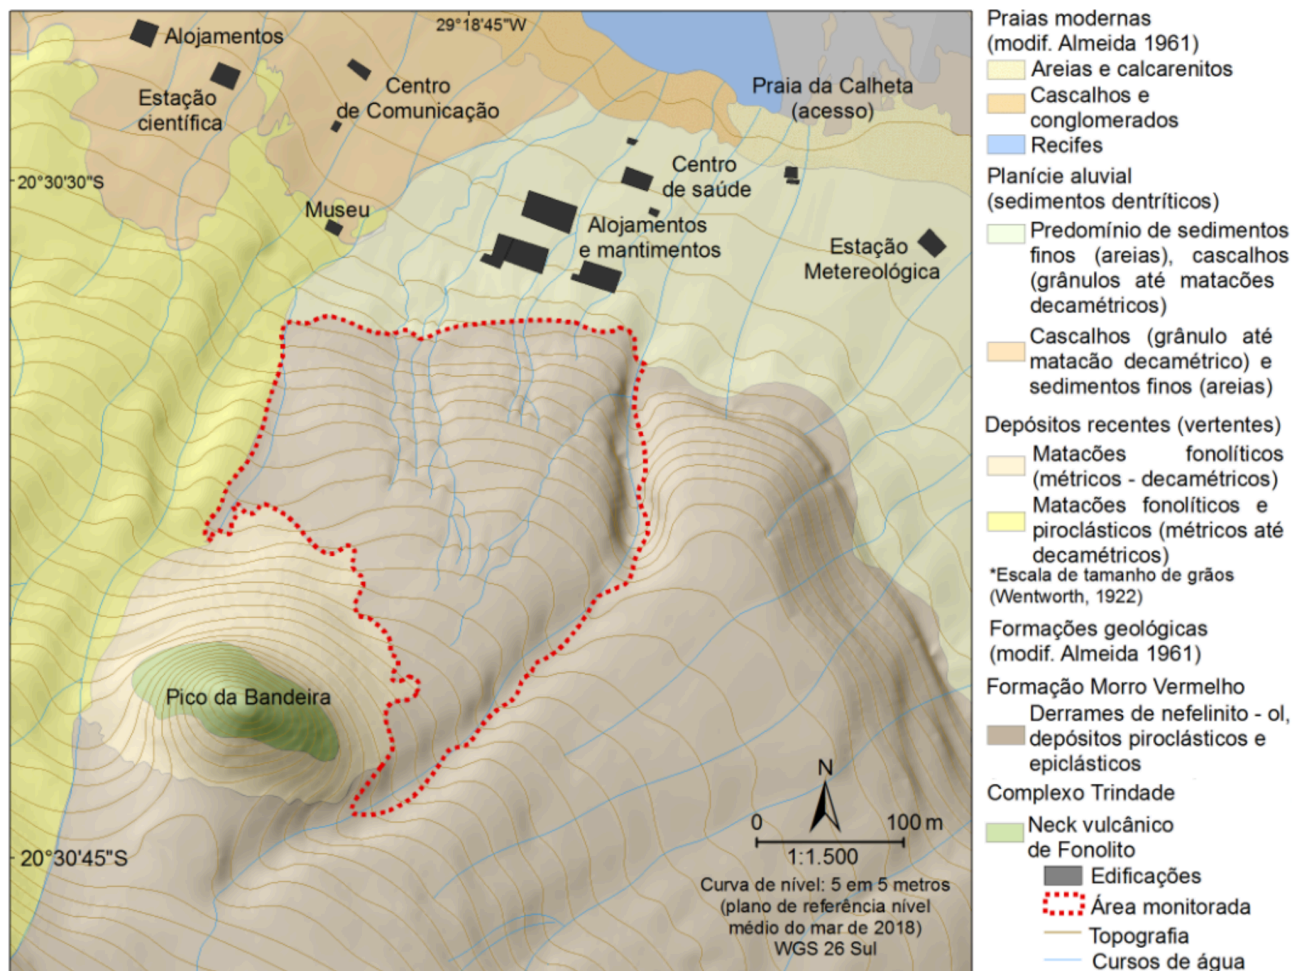 29°18'45"W
Alojamentos
Estação
científica
Centro
de Comunicação
Praia da Calheta
(acesso)
20°30'30"S
Centro
de saúde
Museu
Alojamentos
e mantimentos
Estação
Metereológica
Pico da Bandeira
20°30'45"S
N
0 100 m
1:1.500
Curva de nível: 5 em 5 metros
(plano de referência nível
médio do mar de 2018)
WGS 26 Sul
Praias modernas
(modif. Almeida 1961)
Areias e calcarenitos
Cascalhos e
conglomerados
Recifes
Planície aluvial
(sedimentos dentríticos)
Predomínio de sedimentos
finos (areias), cascalhos
(grânulos até matacões
decamétricos)
Cascalhos (grânulo até
matacão decamétrico) e
sedimentos finos (areias)
Depósitos recentes (vertentes)
Matacões fonolíticos
(métricos - decamétricos)
Matacões fonolíticos e
piroclásticos (métricos até
decamétricos)
*Escala de tamanho de grãos
(Wentworth, 1922)
Formações geológicas
(modif. Almeida 1961)
Formação Morro Vermelho
Derrames de nefelinito - ol,
depósitos piroclásticos e
epiclásticos
Complexo Trindade
Neck vulcânico
de Fonolito
Edificações
Área monitorada
Topografia
Cursos de água